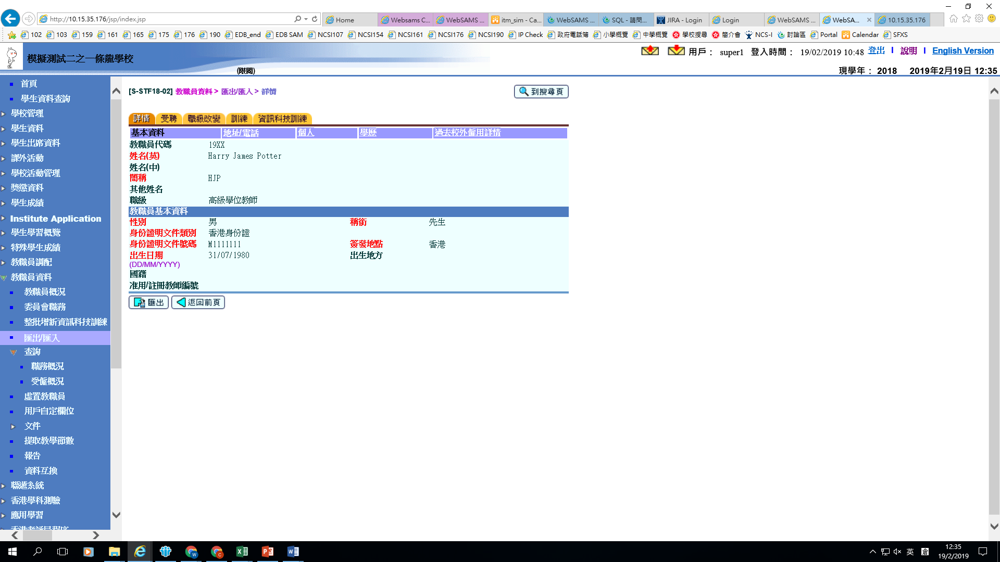 http://10.15.35.176/jsp/index.jsp
Home
Websams C...
WebSAMS ...
itm_sim - Ca...
WebSAMS ...
SQL - 請問...
JIRA - Login
Login
WebSAMS ...
WebSA...
10.15.35.176
102 103 159 161 165 175 176 190 EDB_end EDB SAM NCSI107 NCSI154 NCSI161 NCSI176 NCSI190 IP Check 政府電話簿 小學概覽 中學概覽 學校搜尋 簡介會 NCS-I 討論區 Portal Calendar SFXS
模擬測試二之一條龍學校
(限閱)
用戶： super1 登入時間： 19/02/2019 10:48 登出 | 說明 | English Version
現學年： 2018 2019年2月19日 12:35
首頁
學生資料查詢
學校管理
學生資料
學生出席資料
課外活動
學校活動管理
獎懲資料
學生成績
Institute Application
學生學習概覽
特殊學生成績
教職員調配
教職員資料
教職員概況
委員會職務
整批增新資訊科技訓練
匯出/匯入
查詢
職務概況
受僱概況
虛置教職員
用戶自定欄位
文件
提取教學節數
報告
資料互換
聯遞系統
香港學科測驗
應用學習
香港考評局程序
[S-STF18-02] 教職員資料 > 匯出/匯入 > 詳情
到搜尋頁
詳情 受聘 職級改變 訓練 資訊科技訓練
基本資料 地址/電話 個人 學歷 過去校外僱用詳情
教職員代碼 19XX
姓名(英) Harry James Potter
姓名(中)
簡稱 HJP
其他姓名
職級 高級學位教師
教職員基本資料
性別 男 稱銜 先生
身份證明文件類別 香港身份證
身份證明文件號碼 M1111111 簽發地點 香港
出生日期 31/07/1980 出生地方
(DD/MM/YYYY)
國籍
准用/註冊教師編號
匯出 返回前頁
英 倉
12:35
19/2/2019